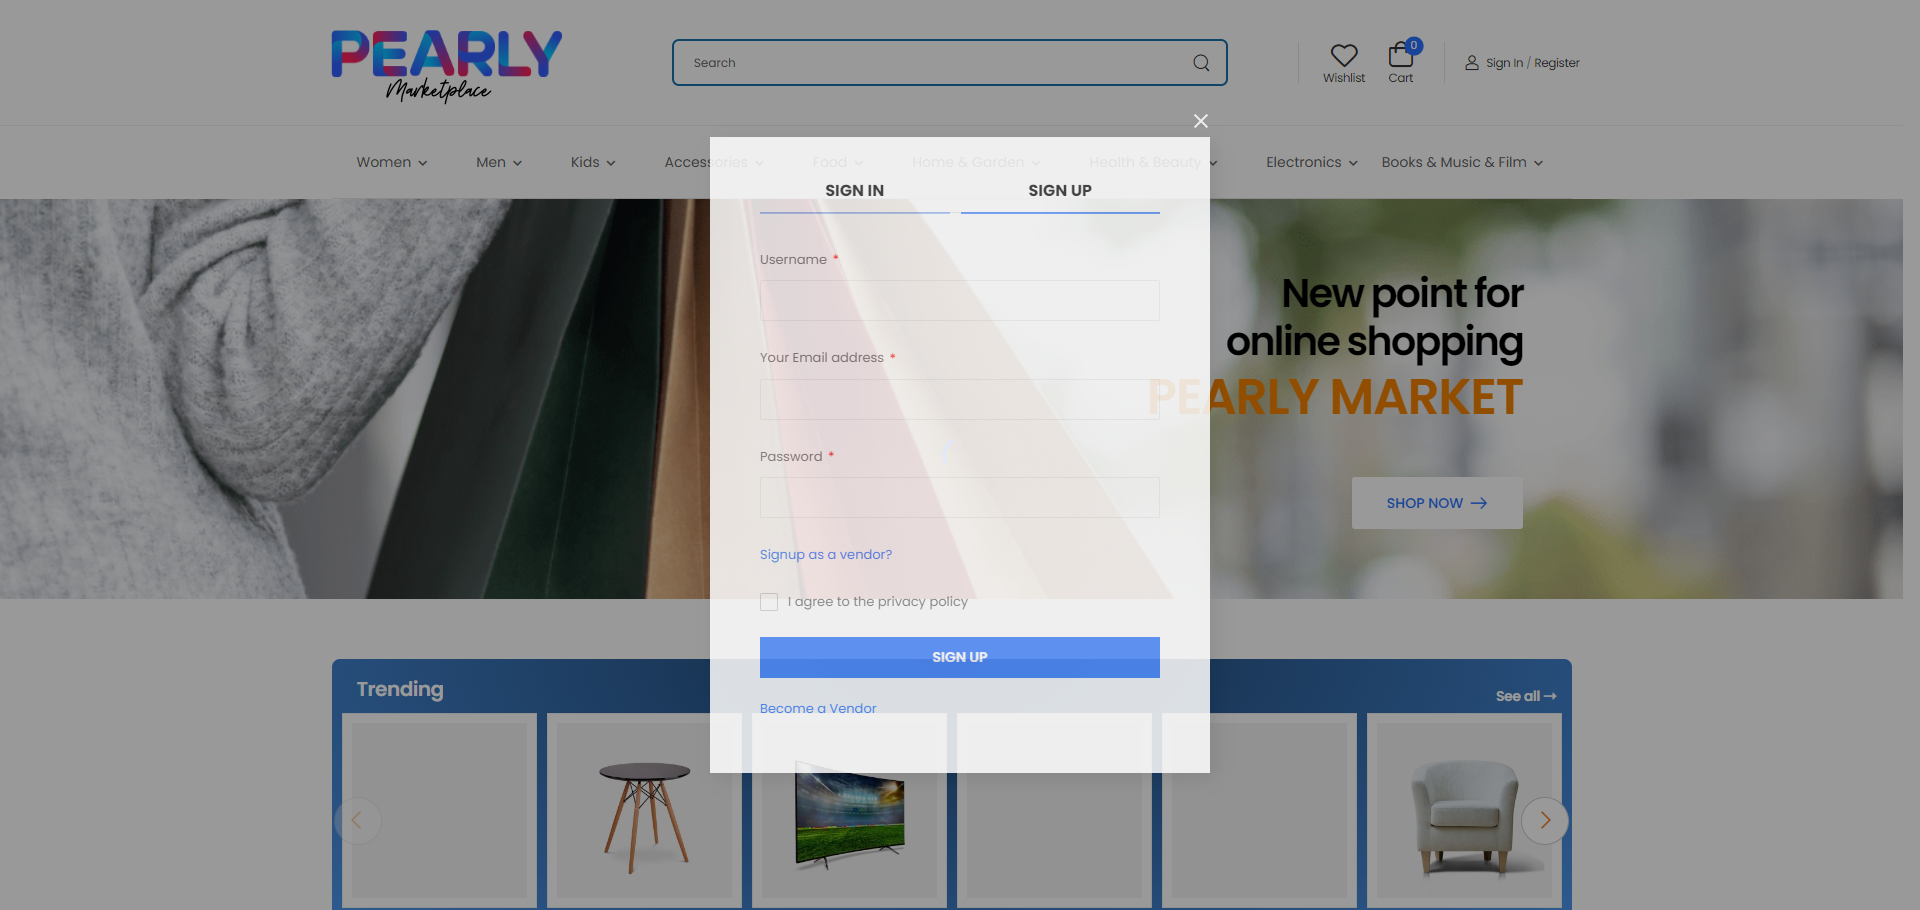 PEARLY
Marketplace
Search
Wishlist
0
Cart
Sign In / Register
Women
Men
Kids
Accessories
Food
Home & Garden
Health & Beauty
Electronics
Books & Music & Film
SIGN IN
SIGN UP
Username *
Your Email address *
Password *
Signup as a vendor?
I agree to the privacy policy
SIGN UP
Become a Vendor
New point for
online shopping
PEARLY MARKET
SHOP NOW →
Trending
See all →